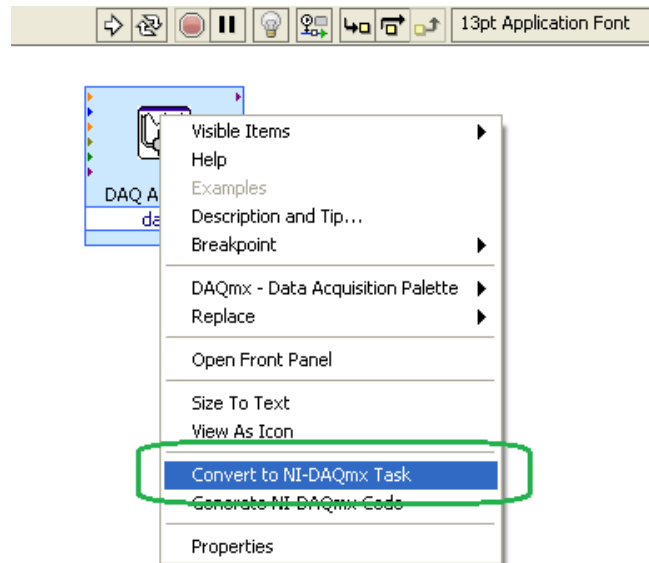 13pt Application Font
DAQ A
da
Visible Items
Help
Examples
Description and Tip...
Breakpoint
DAQmx - Data Acquisition Palette
Replace
Open Front Panel
Size To Text
View As Icon
Convert to NI-DAQmx Task
Generate NI-DAQmx Code
Properties